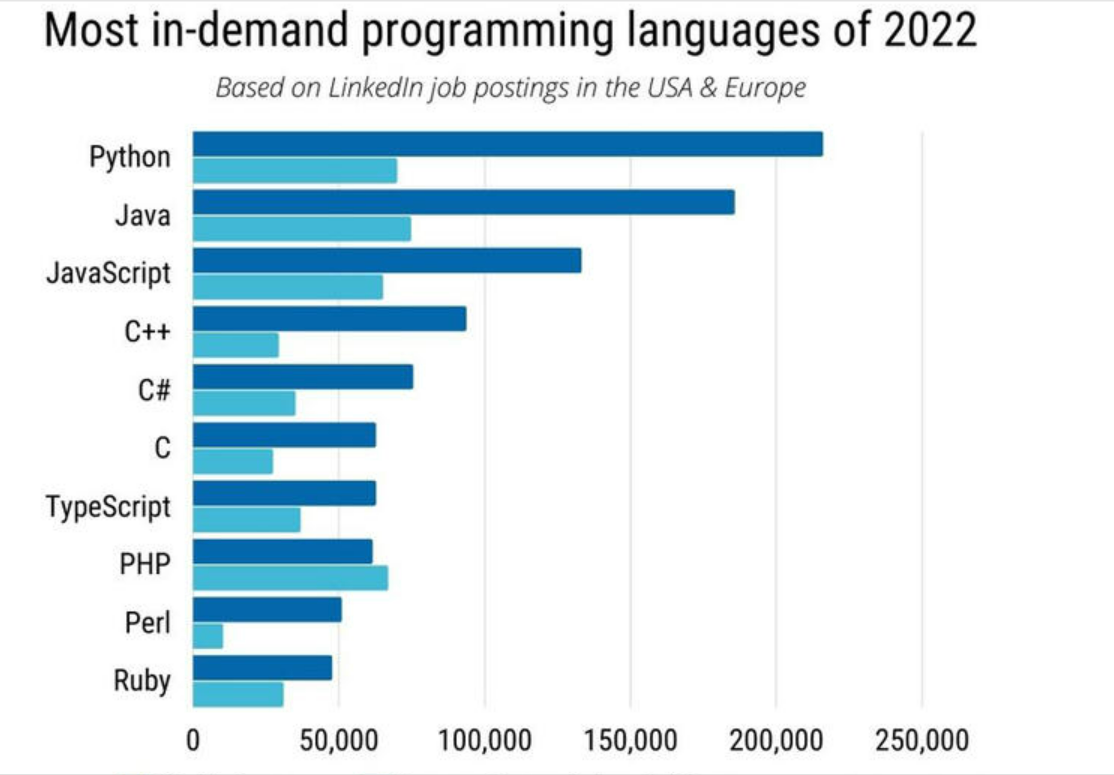 Most in-demand programming languages of 2022
Based on LinkedIn job postings in the USA & Europe
Python
Java
JavaScript
C++
C#
C
TypeScript
PHP
Perl
Ruby
0 50,000 100,000 150,000 200,000 250,000